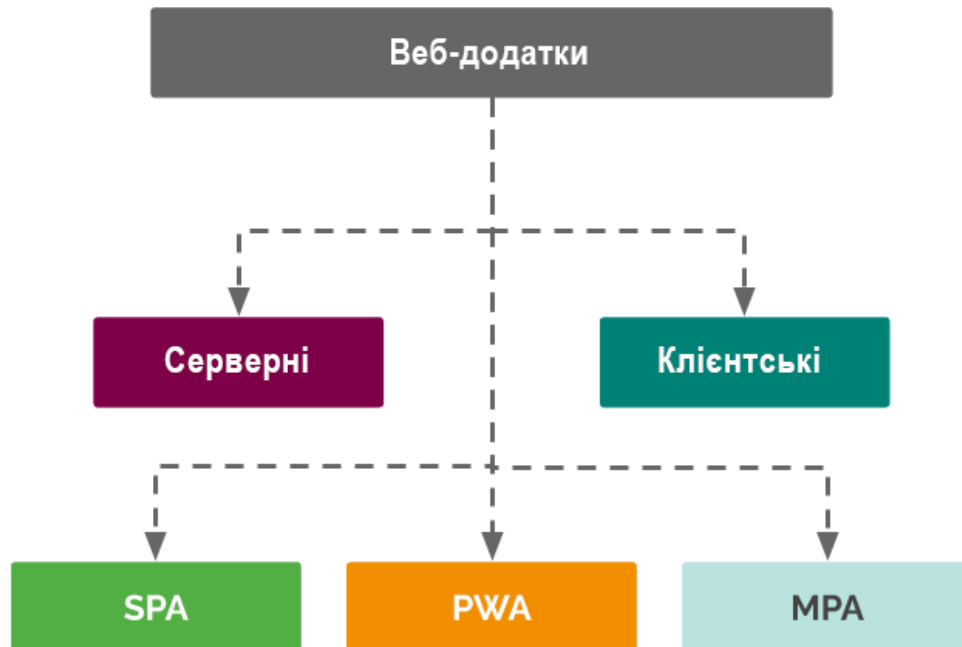 Веб-додатки
Серверні
Клієнтські
SPA
PWA
MPA